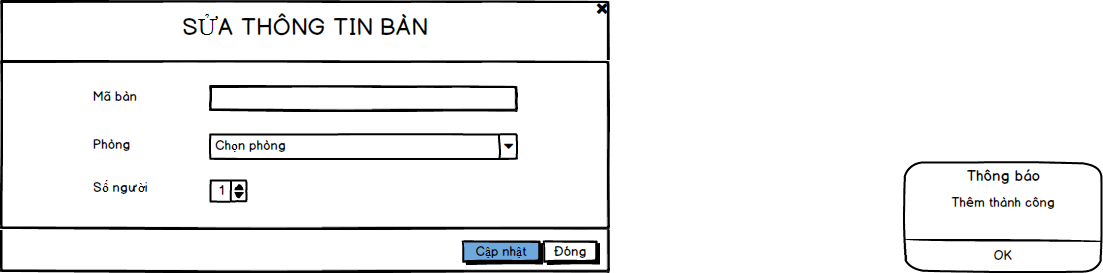 SỬA THÔNG TIN BÀN
Mã bàn
Phòng
Chọn phòng
Số người
1
Cập nhật
Đóng
Thông báo
Thêm thành công
OK